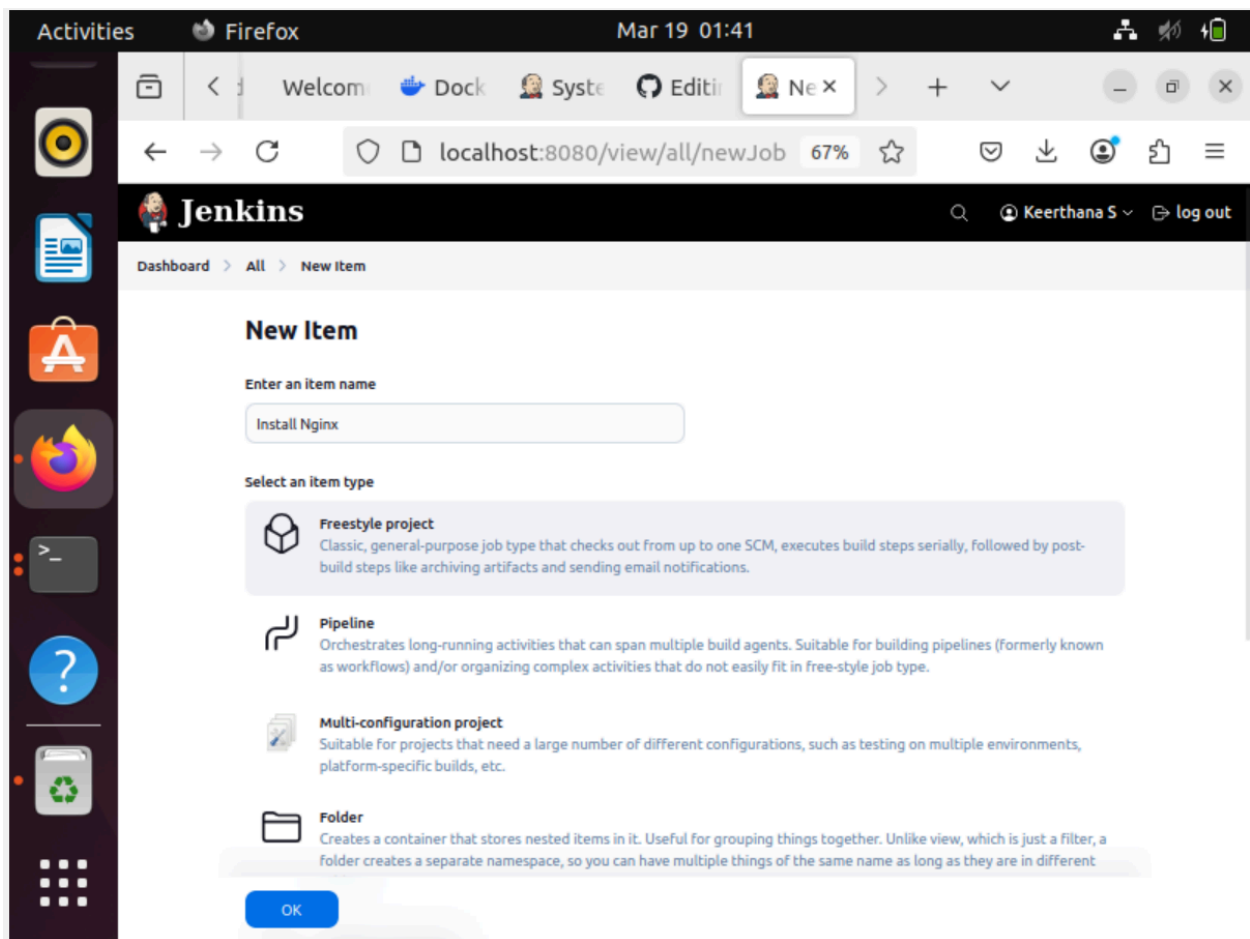 Activities Firefox Mar 19 01:41
Welcom Dock Syste Editi Ne
localhost:8080/view/all/newJob 67%
Jenkins Keerthana S log out
Dashboard > All > New Item
New Item
Enter an item name
Install Nginx
Select an item type
Freestyle project
Classic, general-purpose job type that checks out from up to one SCM, executes build steps serially, followed by post-
build steps like archiving artifacts and sending email notifications.
Pipeline
Orchestrates long-running activities that can span multiple build agents. Suitable for building pipelines (formerly known
as workflows) and/or organizing complex activities that do not easily fit in free-style job type.
Multi-configuration project
Suitable for projects that need a large number of different configurations, such as testing on multiple environments,
platform-specific builds, etc.
Folder
Creates a container that stores nested items in it. Useful for grouping things together. Unlike view, which is just a filter, a
folder creates a separate namespace, so you can have multiple things of the same name as long as they are in different
OK